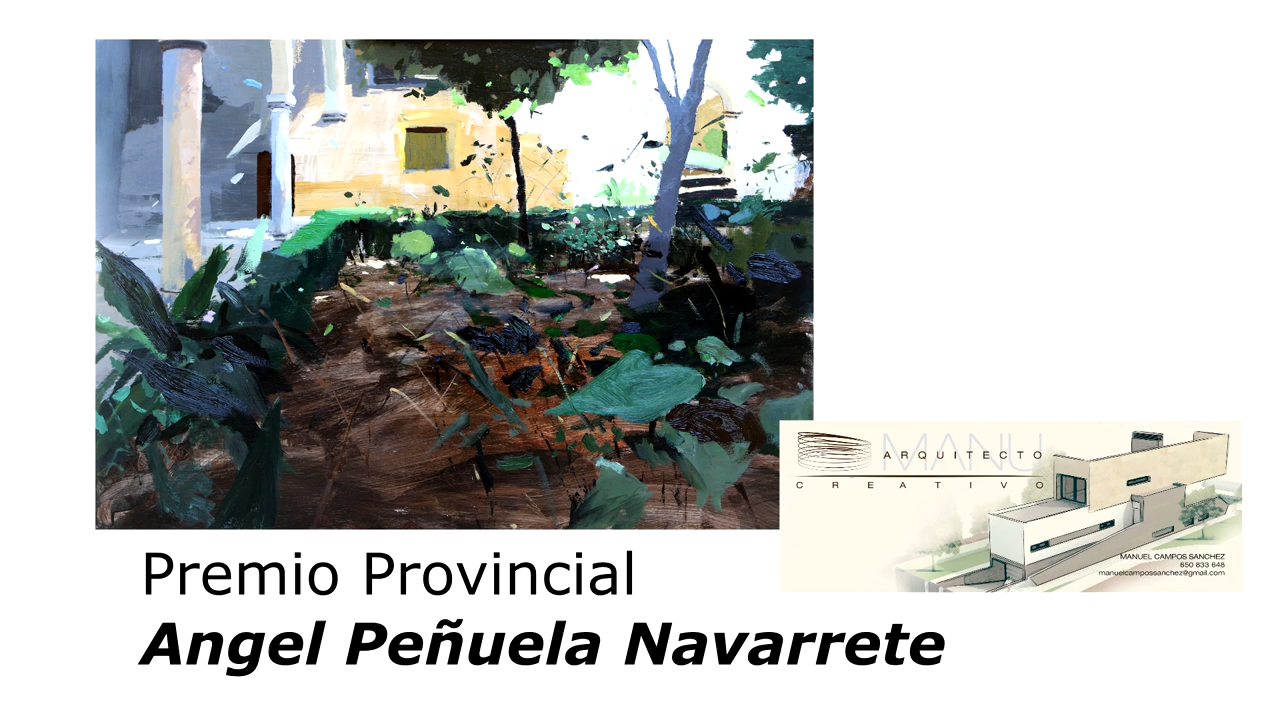 MANU
ARQUITECTO
CREATIVO
MANUEL CAMPOS SANCHEZ
650 833 648
manuelcampossanchez@gmail.com
Premio Provincial
Angel Peñuela Navarrete